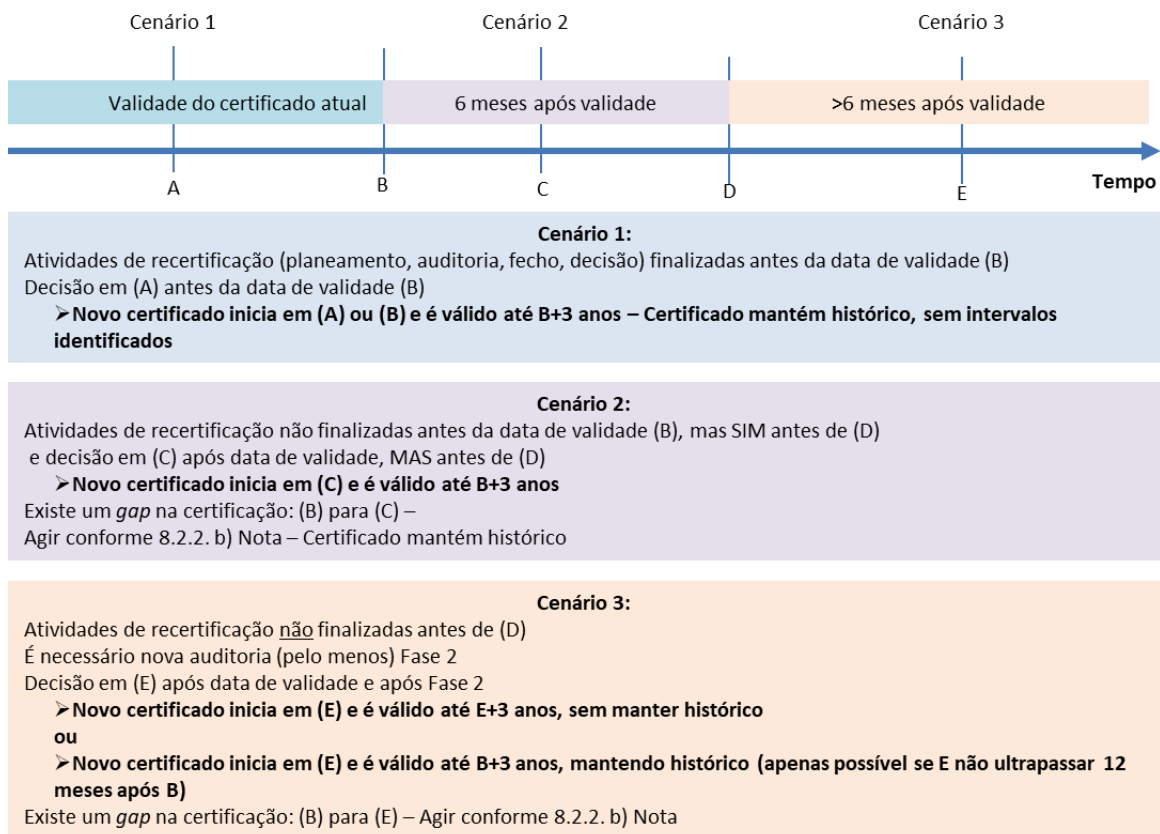 Cenário 1
Cenário 2
Cenário 3
Validade do certificado atual
6 meses após validade
>6 meses após validade
A
B
C
D
E
Tempo
Cenário 1:
Atividades de recertificação (planeamento, auditoria, fecho, decisão) finalizadas antes da data de validade (B)
Decisão em (A) antes da data de validade (B)
➢Novo certificado inicia em (A) ou (B) e é válido até B+3 anos – Certificado mantém histórico, sem intervalos
identificados
Cenário 2:
Atividades de recertificação não finalizadas antes da data de validade (B), mas SIM antes de (D)
e decisão em (C) após data de validade, MAS antes de (D)
➢Novo certificado inicia em (C) e é válido até B+3 anos
Existe um gap na certificação: (B) para (C) –
Agir conforme 8.2.2. b) Nota – Certificado mantém histórico
Cenário 3:
Atividades de recertificação não finalizadas antes de (D)
É necessário nova auditoria (pelo menos) Fase 2
Decisão em (E) após data de validade e após Fase 2
➢Novo certificado inicia em (E) e é válido até E+3 anos, sem manter histórico
ou
➢Novo certificado inicia em (E) e é válido até B+3 anos, mantendo histórico (apenas possível se E não ultrapassar 12
meses após B)
Existe um gap na certificação: (B) para (E) – Agir conforme 8.2.2. b) Nota